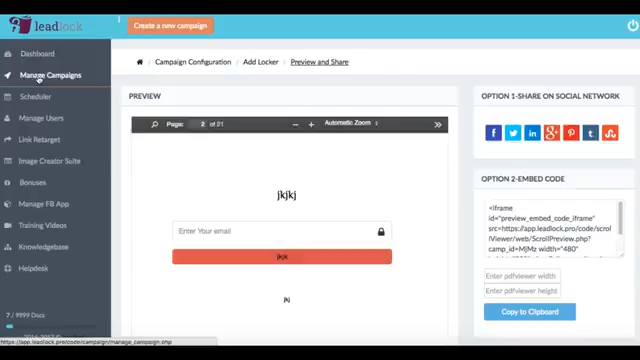 leadlock
Create a new campaign
Dashboard
Manage Campaigns
Scheduler
Manage Users
Link Retarget
Image Creator Suite
Bonuses
Manage FB App
Training Videos
Knowledgebase
Helpdesk
7 / 9999 Docs
Campaign Configuration
Add Locker
Preview and Share
PREVIEW
Page: 2 of 21
Automatic Zoom
jkjkj
Enter Your email
jkjk
jkj
OPTION 1-SHARE ON SOCIAL NETWORK
OPTION 2-EMBED CODE
<iframe
id="preview_embed_code_iframe"
src=https://app.leadlock.pro/code/scrol
lViewer/web/ScrollPreview.php?
camp_id=MjMz width="480"
Enter pdfviewer width
Enter pdfviewer height
Copy to Clipboard
https://app.leadlock.pro/code/campaign/manage_campaign.php